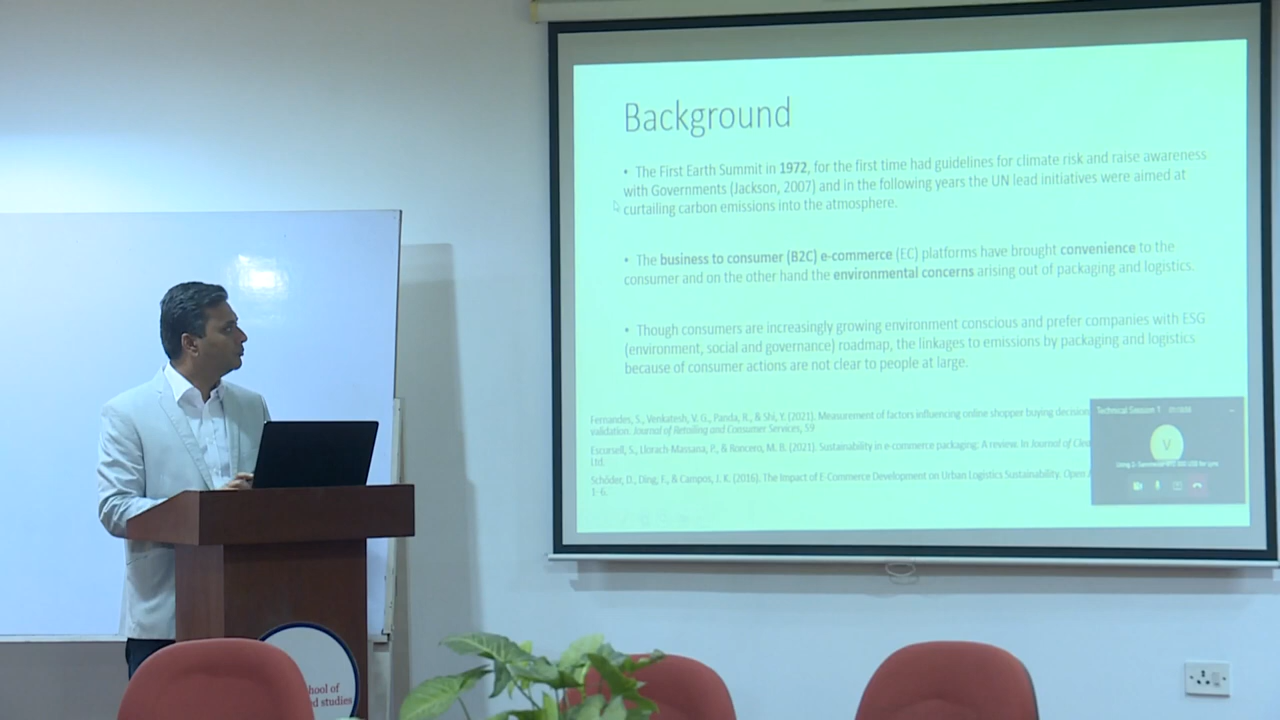 Background
• The First Earth Summit in 1972, for the first time had guidelines for climate risk and raise awareness
with Governments (Jackson, 2007) and in the following years the UN lead initiatives were aimed at
curtailing carbon emissions into the atmosphere.
• The business to consumer (B2C) e-commerce (EC) platforms have brought convenience to the
consumer and on the other hand the environmental concerns arising out of packaging and logistics.
• Though consumers are increasingly growing environment conscious and prefer companies with ESG
(environment, social and governance) roadmap, the linkages to emissions by packaging and logistics
because of consumer actions are not clear to people at large.
Fernandes, S., Venkatesh, V. G., Panda, R., & Shi, Y. (2021). Measurement of factors influencing online shopper buying decision
validation. Journal of Retailing and Consumer Services, 59
Escursell, S., Llorach-Massana, P., & Roncero, M. B. (2021). Sustainability in e-commerce packaging: A review. In Journal of Clea
Ltd.
Schöder, D., Ding, F., & Campos, J. K. (2016). The Impact of E-Commerce Development on Urban Logistics Sustainability. Open
1–6.
Technical Session 1
V
hool of
d studies